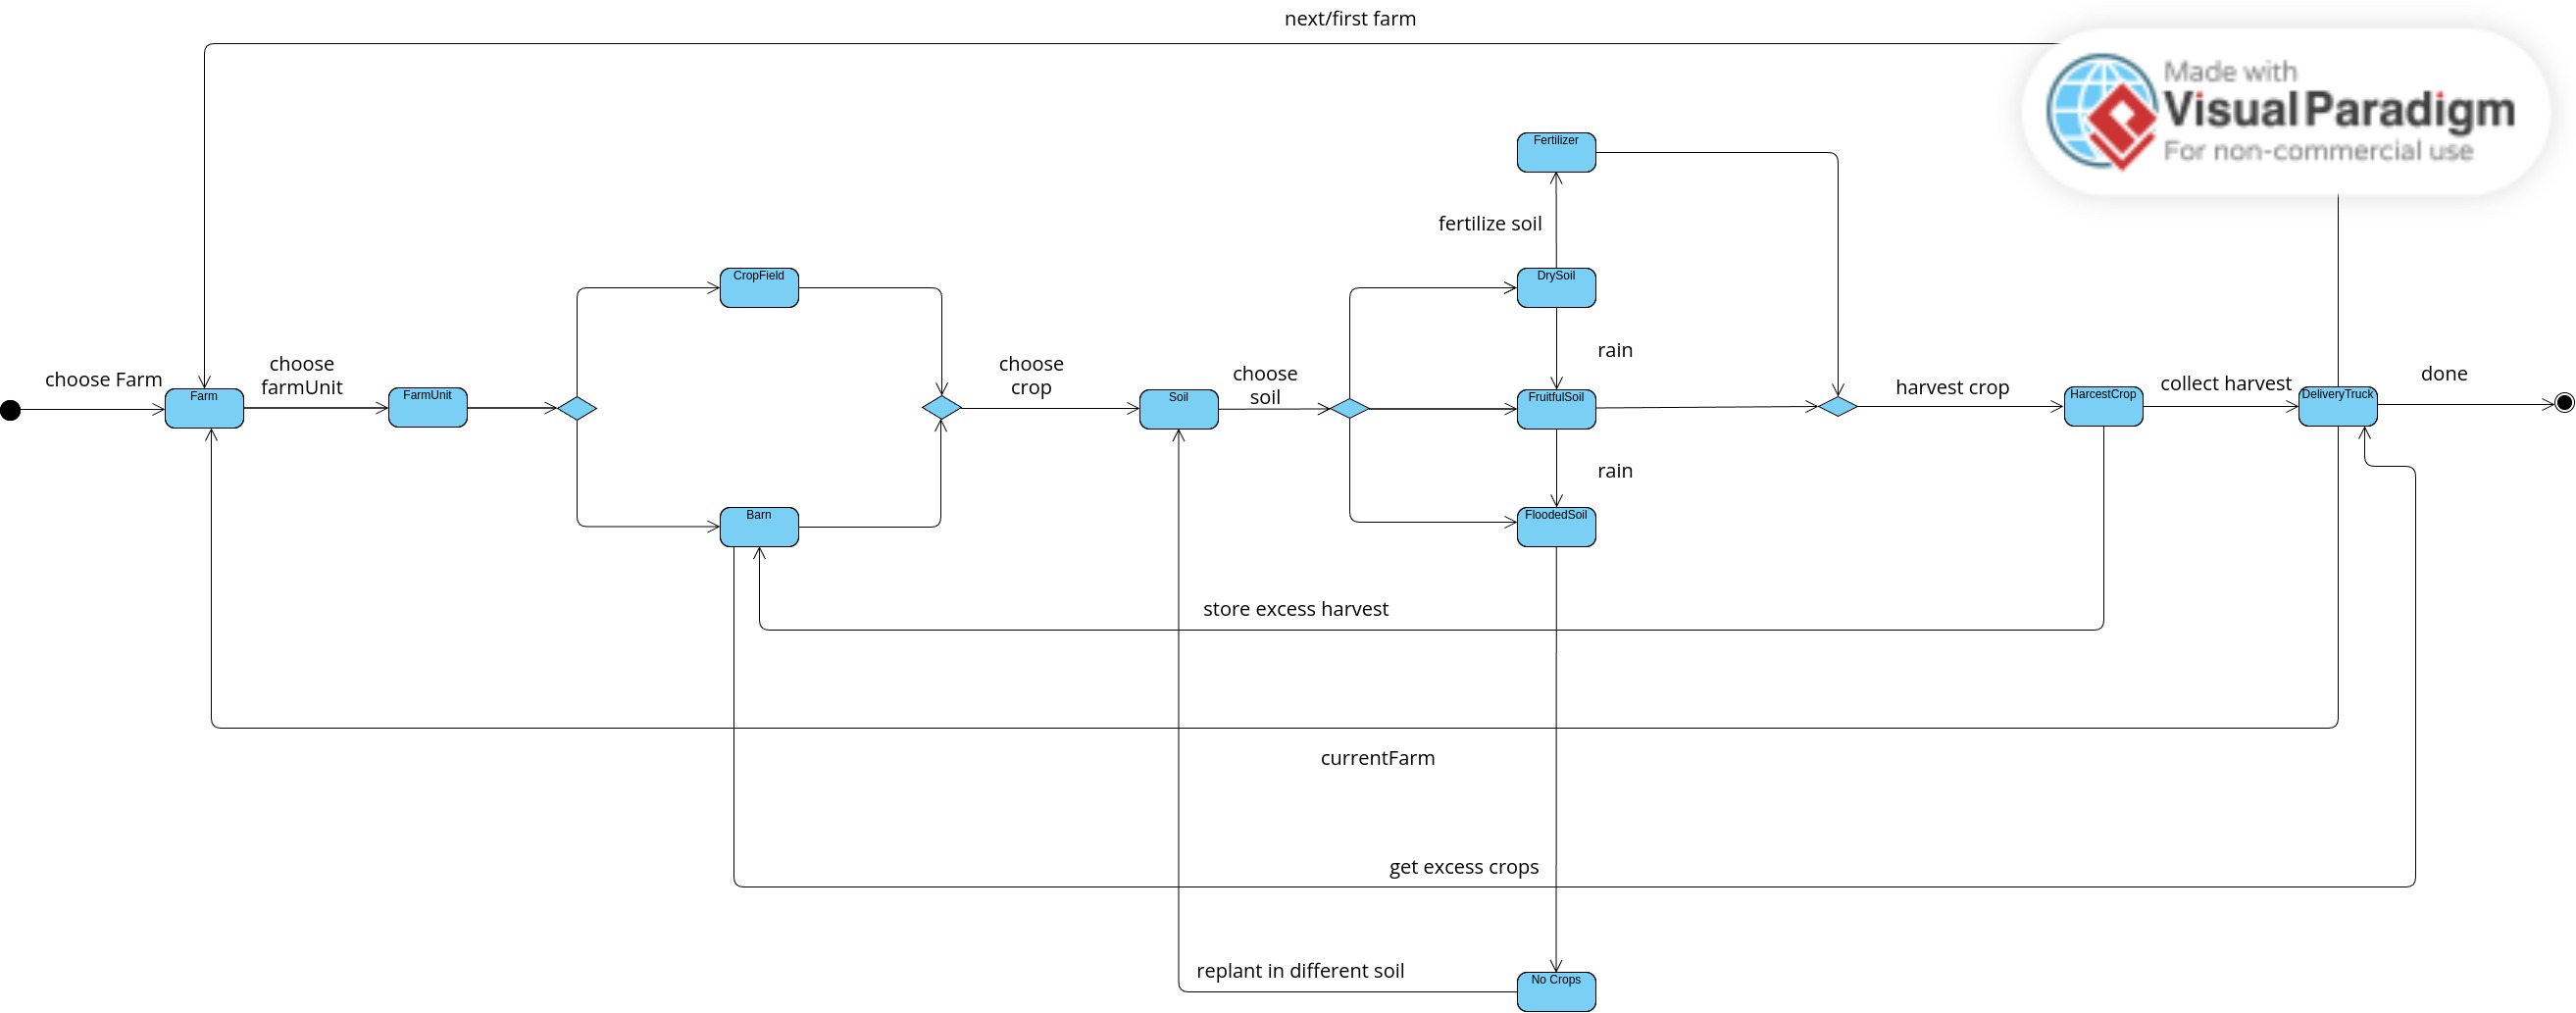 next/first farm
Made with
Visual Paradigm
For non-commercial use
Fertilizer
fertilize soil
CropField
DrySoil
choose Farm
choose
farmUnit
choose
crop
choose
soil
rain
harvest crop
collect harvest
done
Farm
FarmUnit
Soil
FruitfulSoil
HarcestCrop
DeliveryTruck
rain
Barn
FloodedSoil
store excess harvest
currentFarm
get excess crops
replant in different soil
No Crops